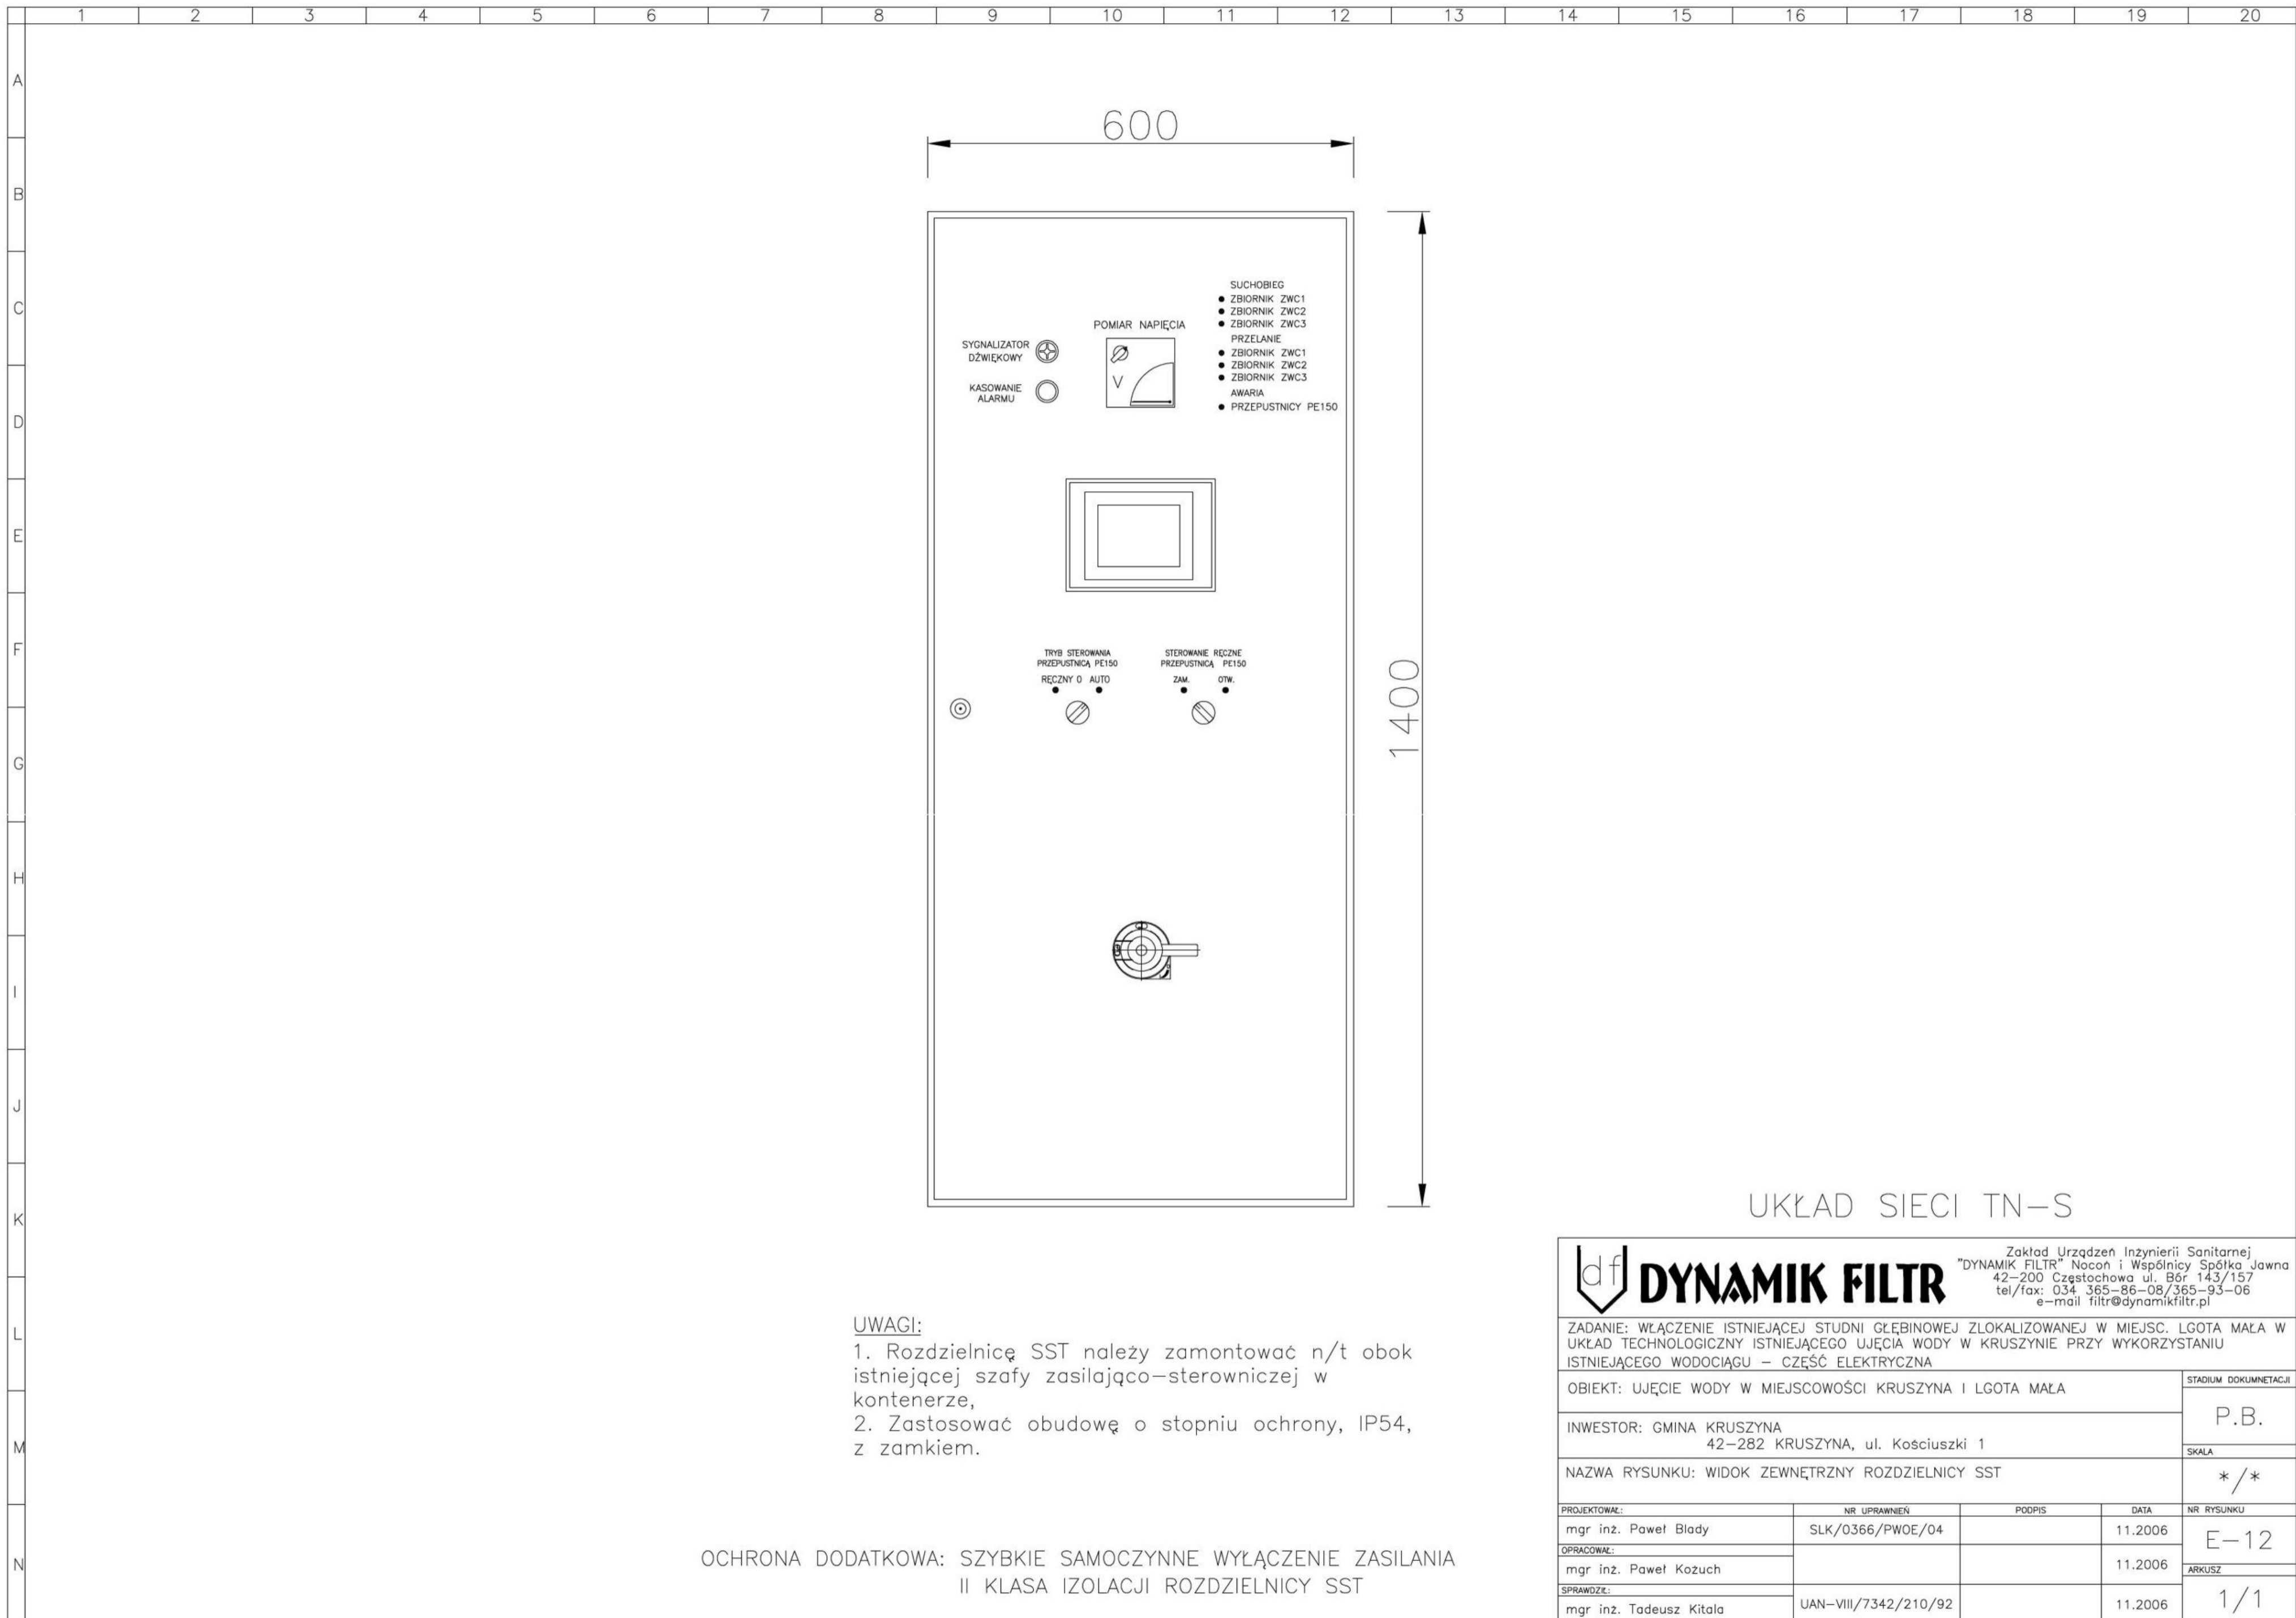 1 2 3 4 5 6 7 8 9 10 11 12 13 14 15 16 17 18 19 20
A
B
C
D
E
F
G
H
I
J
K
L
M
N
600
1400
SUCHOBIEG
ZBIORNIK ZWC1
ZBIORNIK ZWC2
ZBIORNIK ZWC3
PRZELANIE
ZBIORNIK ZWC1
ZBIORNIK ZWC2
ZBIORNIK ZWC3
AWARIA
PRZEPUSTNICY PE150
POMIAR NAPIĘCIA
V
SYGNALIZATOR
DŹWIĘKOWY
KASOWANIE
ALARMU
TRYB STEROWANIA
PRZEPUSTNICĄ PE150
RĘCZNY 0 AUTO
STEROWANIE RĘCZNE
PRZEPUSTNICĄ PE150
ZAM. OTW.
UWAGI:
1. Rozdzielnicę SST należy zamontować n/t obok
istniejącej szafy zasilająco-sterowniczej w
kontenerze,
2. Zastosować obudowę o stopniu ochrony, IP54,
z zamkiem.
OCHRONA DODATKOWA: SZYBKIE SAMOCZYNNE WYŁĄCZENIE ZASILANIA
II KLASA IZOLACJI ROZDZIELNICY SST
UKŁAD SIECI TN-S
df DYNAMIK FILTR
Zakład Urządzeń Inżynierii Sanitarnej
"DYNAMIK FILTR" Nocoń i Wspólnicy Spółka Jawna
42-200 Częstochowa ul. Bór 143/157
tel/fax: 034 365-86-08/365-93-06
e-mail filtr@dynamikfiltr.pl
ZADANIE: WŁĄCZENIE ISTNIEJĄCEJ STUDNI GŁĘBINOWEJ ZLOKALIZOWANEJ W MIEJSC. LGOTA MAŁA W
UKŁAD TECHNOLOGICZNY ISTNIEJĄCEGO UJĘCIA WODY W KRUSZYNIE PRZY WYKORZYSTANIU
ISTNIEJĄCEGO WODOCIĄGU - CZĘŚĆ ELEKTRYCZNA
OBIEKT: UJĘCIE WODY W MIEJSCOWOŚCI KRUSZYNA I LGOTA MAŁA
STADIUM DOKUMNETACJI
P.B.
INWESTOR: GMINA KRUSZYNA
42-282 KRUSZYNA, ul. Kościuszki 1
SKALA
*/*
NAZWA RYSUNKU: WIDOK ZEWNĘTRZNY ROZDZIELNICY SST
PROJEKTOWAŁ: NR UPRAWNIEŃ PODPIS DATA NR RYSUNKU
mgr inż. Paweł Blady SLK/0366/PWOE/04 11.2006 E-12
OPRACOWAŁ:
mgr inż. Paweł Kożuch 11.2006 ARKUSZ
SPRAWDZIŁ:
mgr inż. Tadeusz Kitala UAN-VIII/7342/210/92 11.2006 1/1